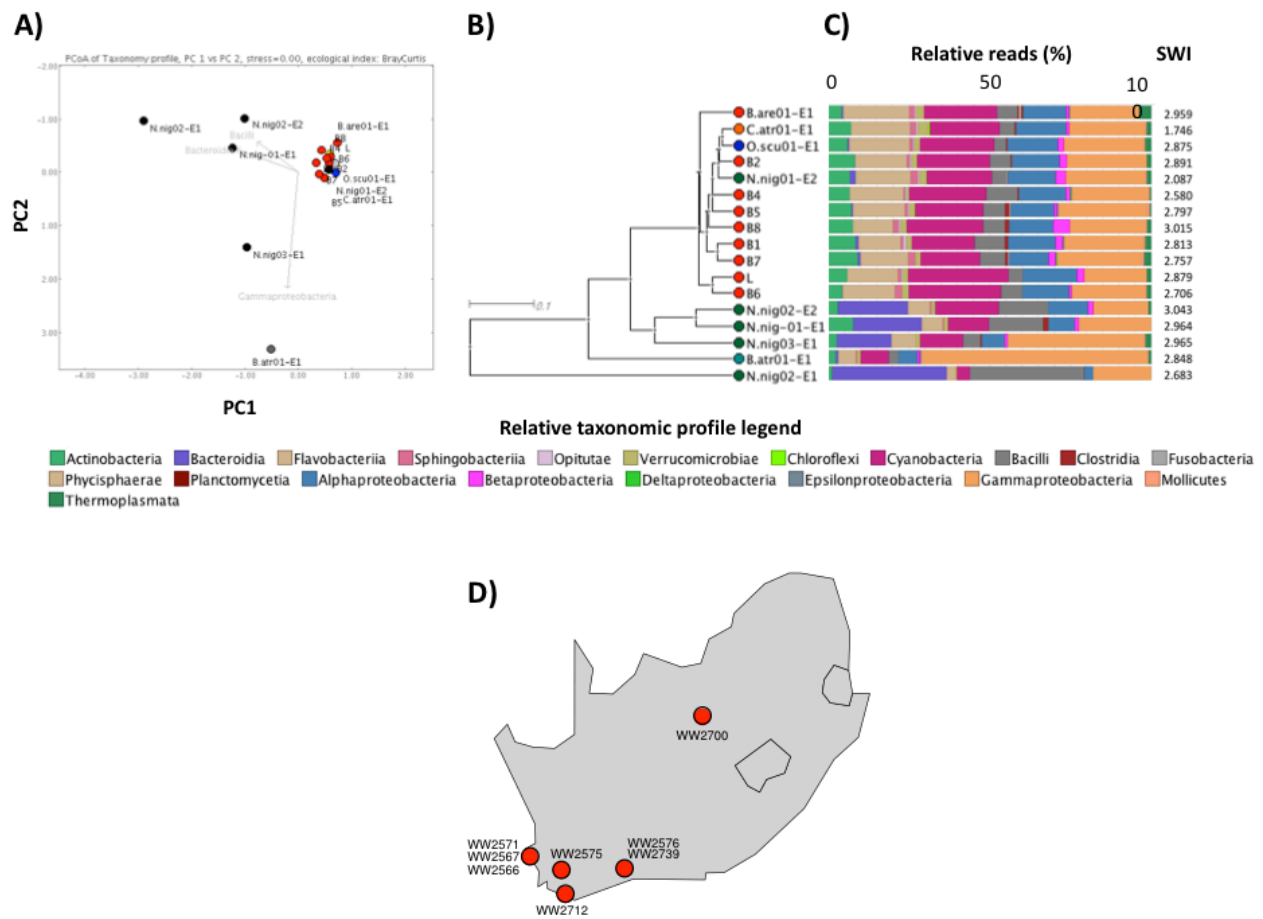 A)
B)
C)
Relative reads (%)
SWI
0
50
10
0
PCoA of Taxonomy profile, PC 1 vs PC 2, stress=0.00, ecological index: BrayCurtis
-2.00
-1.00
0.00
1.00
2.00
3.00
-4.00
-3.00
-2.00
-1.00
0.00
1.00
2.00
N.nig02-E1
N.nig02-E2
Bacilli
N.nig-01-E1
B.are01-E1
B8
L
B6
B7
O.scu01-E1
N.nig01-E2
B5
C.atr01-E1
N.nig03-E1
Gammaproteobacteria
B.atr01-E1
PC2
PC1
0.1
B.are01-E1 2.959
C.atr01-E1 1.746
O.scu01-E1 2.875
B2 2.891
N.nig01-E2 2.087
B4 2.580
B5 2.797
B8 3.015
B1 2.813
B7 2.757
L 2.879
B6 2.706
N.nig02-E2 3.043
N.nig-01-E1 2.964
N.nig03-E1 2.965
B.atr01-E1 2.848
N.nig02-E1 2.683
Relative taxonomic profile legend
Actinobacteria Bacteroidia Flavobacteriia Sphingobacteriia Opitutae Verrucomicrobiae Chloroflexi Cyanobacteria Bacilli Clostridia Fusobacteria
Phycisphaerae Planctomycetia Alphaproteobacteria Betaproteobacteria Deltaproteobacteria Epsilonproteobacteria Gammaproteobacteria Mollicutes
Thermoplasmata
D)
WW2700
WW2571
WW2567
WW2566
WW2575
WW2576
WW2739
WW2712